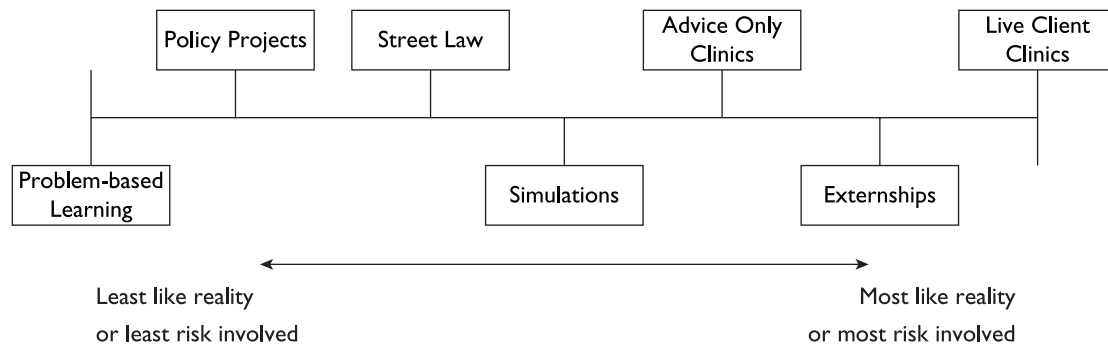 Policy Projects
Street Law
Advice Only
Clinics
Live Client
Clinics
Problem-based
Learning
Simulations
Externships
Least like reality
or least risk involved
Most like reality
or most risk involved